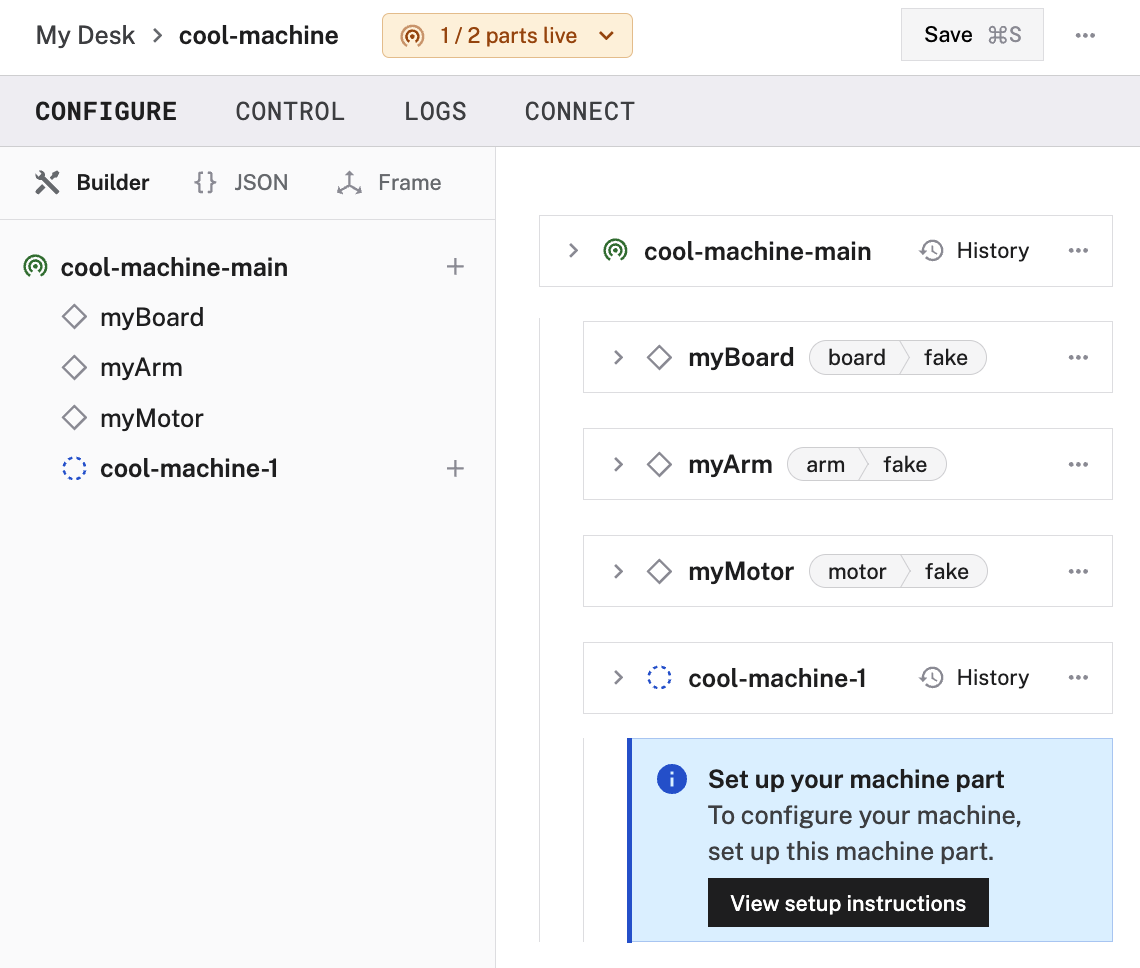 My Desk > cool-machine 1 / 2 parts live Save ⌘S
CONFIGURE CONTROL LOGS CONNECT
Builder {} JSON Frame
cool-machine-main
myBoard
myArm
myMotor
cool-machine-1
cool-machine-main History
myBoard board fake
myArm arm fake
myMotor motor fake
cool-machine-1 History
Set up your machine part
To configure your machine,
set up this machine part.
View setup instructions